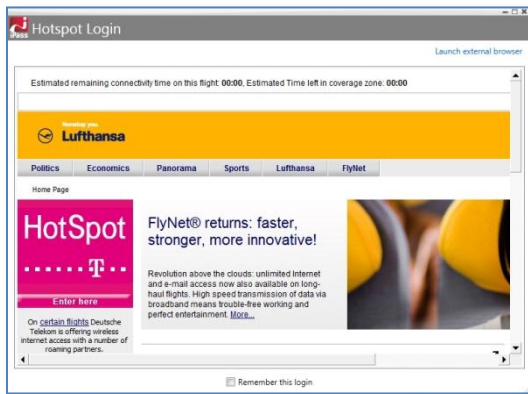 iPass Hotspot Login
Launch external browser
Estimated remaining connectivity time on this flight: 00:00, Estimated Time left in coverage zone: 00:00
Nonstop you
Lufthansa
Politics Economics Panorama Sports Lufthansa FlyNet
Home Page
HotSpot
T
Enter here
On certain flights Deutsche
Telekom is offering wireless
internet access with a number of
roaming partners.
FlyNet® returns: faster,
stronger, more innovative!
Revolution above the clouds: unlimited Internet
and e-mail access now also available on long-
haul flights. High speed transmission of data via
broadband means trouble-free working and
perfect entertainment. More...
Remember this login